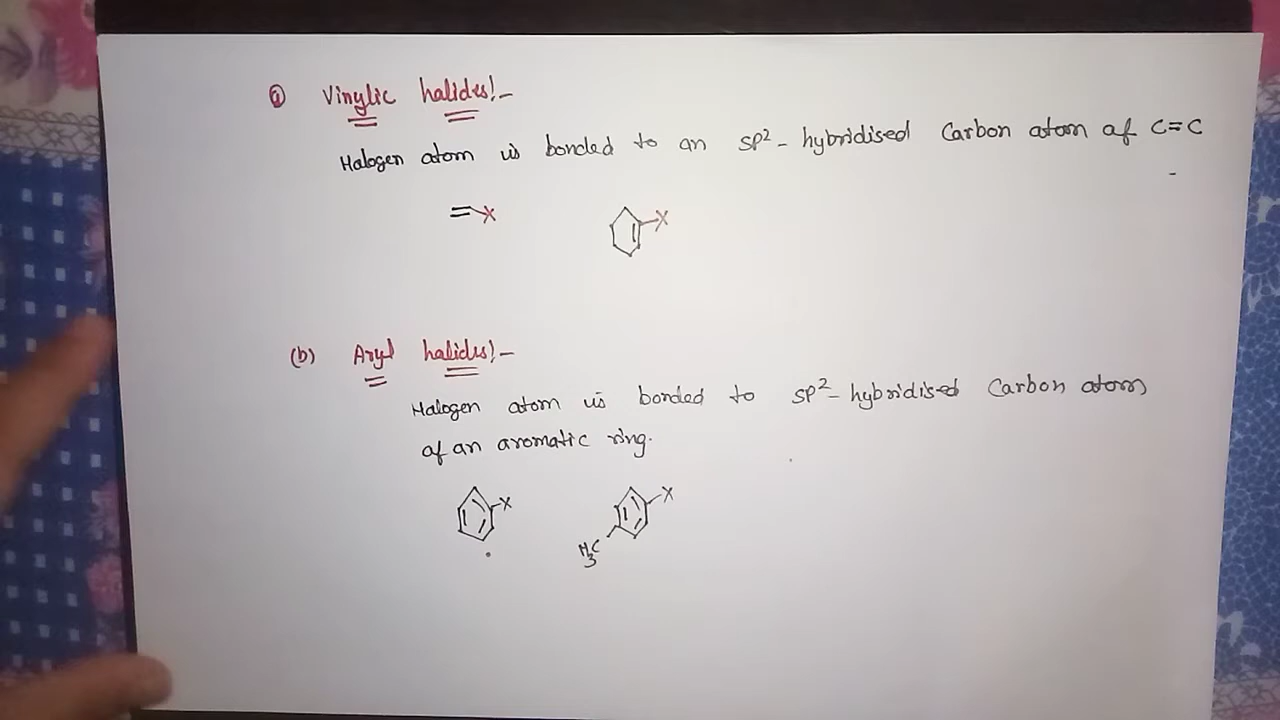 (a) Vinylic halides!-
Halogen atom is bonded to an sp²-hybridised Carbon atom of C=C
=X
X
(b) Aryl halides!-
Halogen atom is bonded to sp²-hybridised Carbon atom
of an aromatic ring.
X
X
H₃C